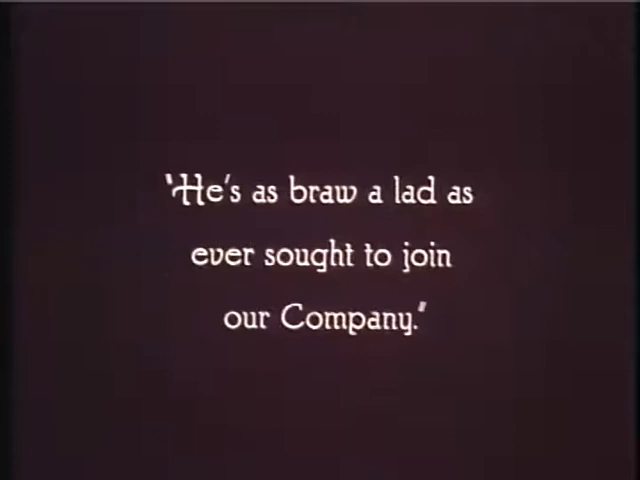 "He's as braw a lad as
ever sought to join
our Company."